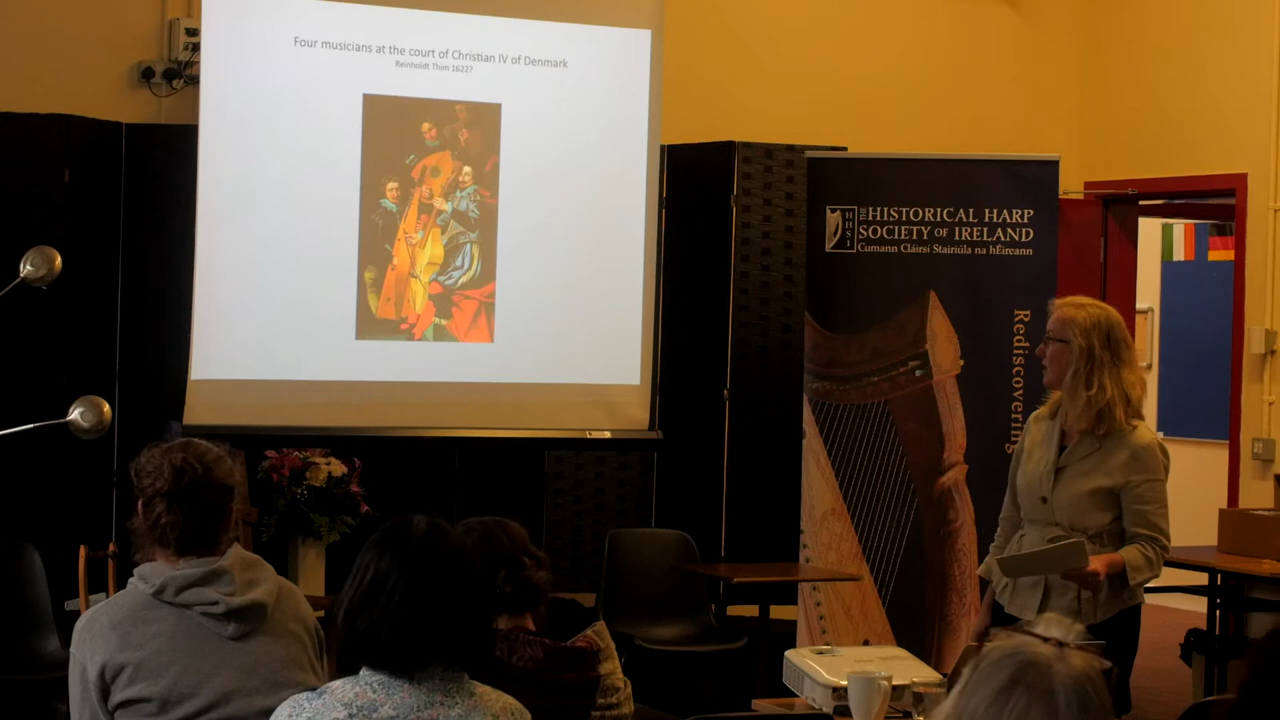 Four musicians at the court of Christian IV of Denmark
Reinholdt Thim 1622?
HHSI
THE HISTORICAL HARP
SOCIETY OF IRELAND
Cumann Cláirsí Stairiúla na hÉireann
Rediscovering